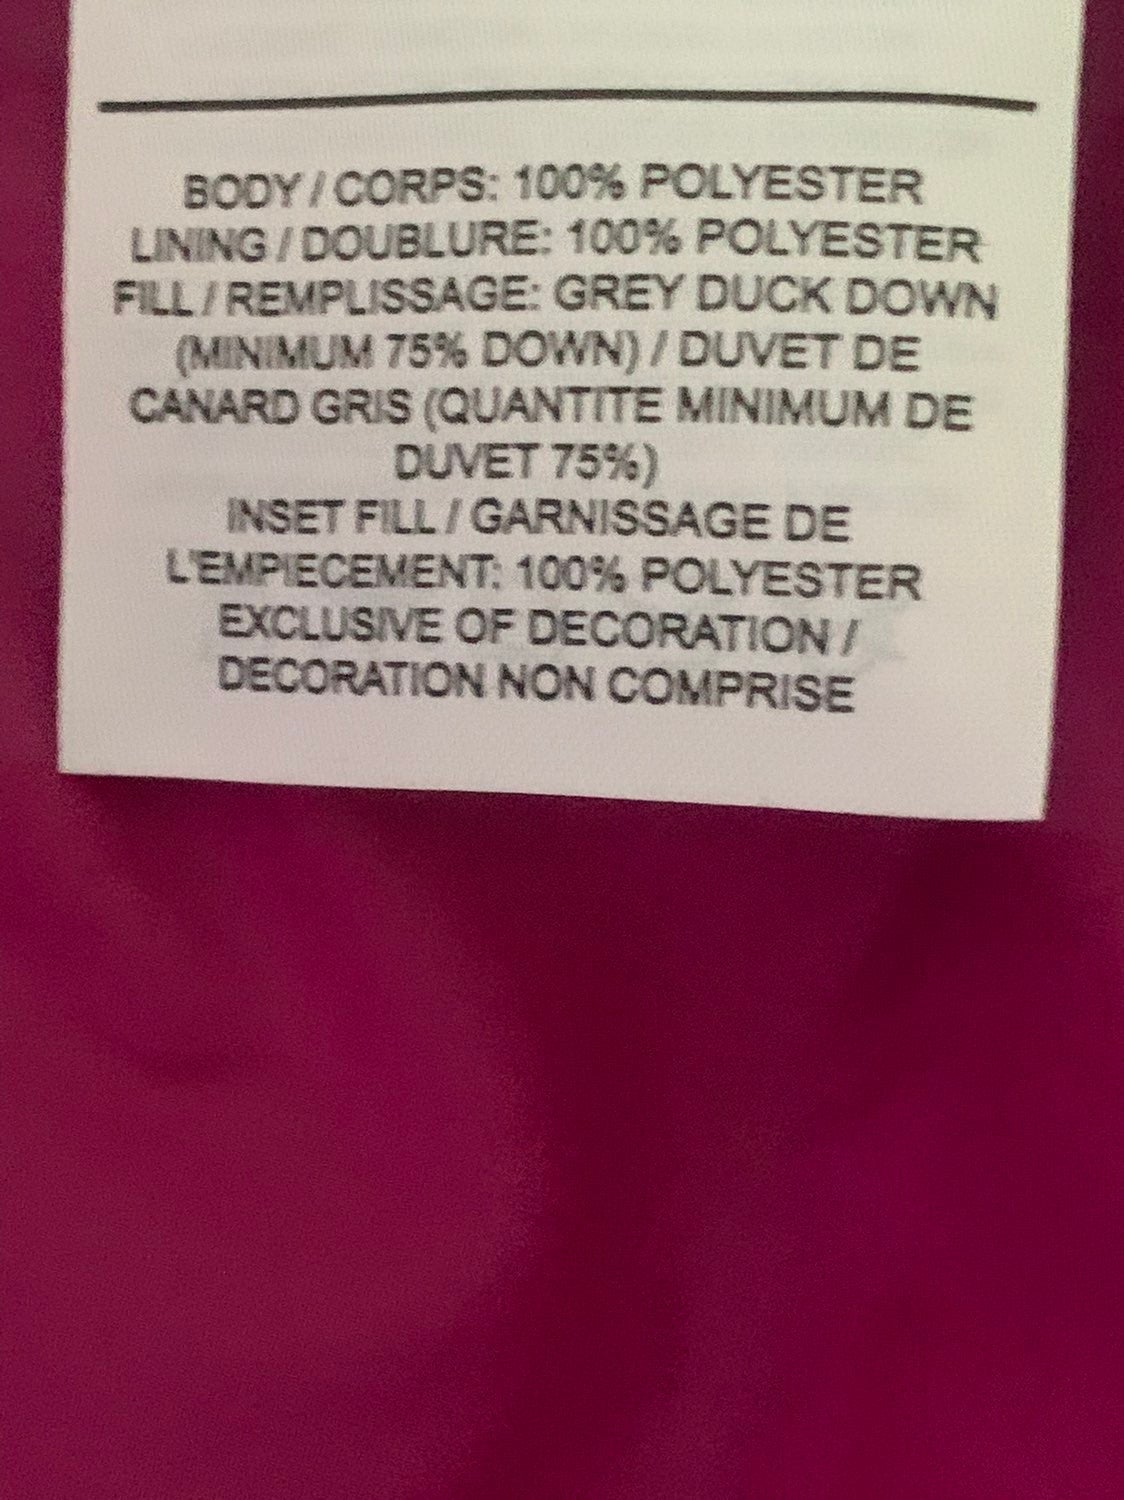 BODY / CORPS: 100% POLYESTER
LINING / DOUBLURE: 100% POLYESTER
FILL / REMPLISSAGE: GREY DUCK DOWN
(MINIMUM 75% DOWN) / DUVET DE
CANARD GRIS (QUANTITE MINIMUM DE
DUVET 75%)
INSET FILL / GARNISSAGE DE
L'EMPIECEMENT: 100% POLYESTER
EXCLUSIVE OF DECORATION /
DECORATION NON COMPRISE